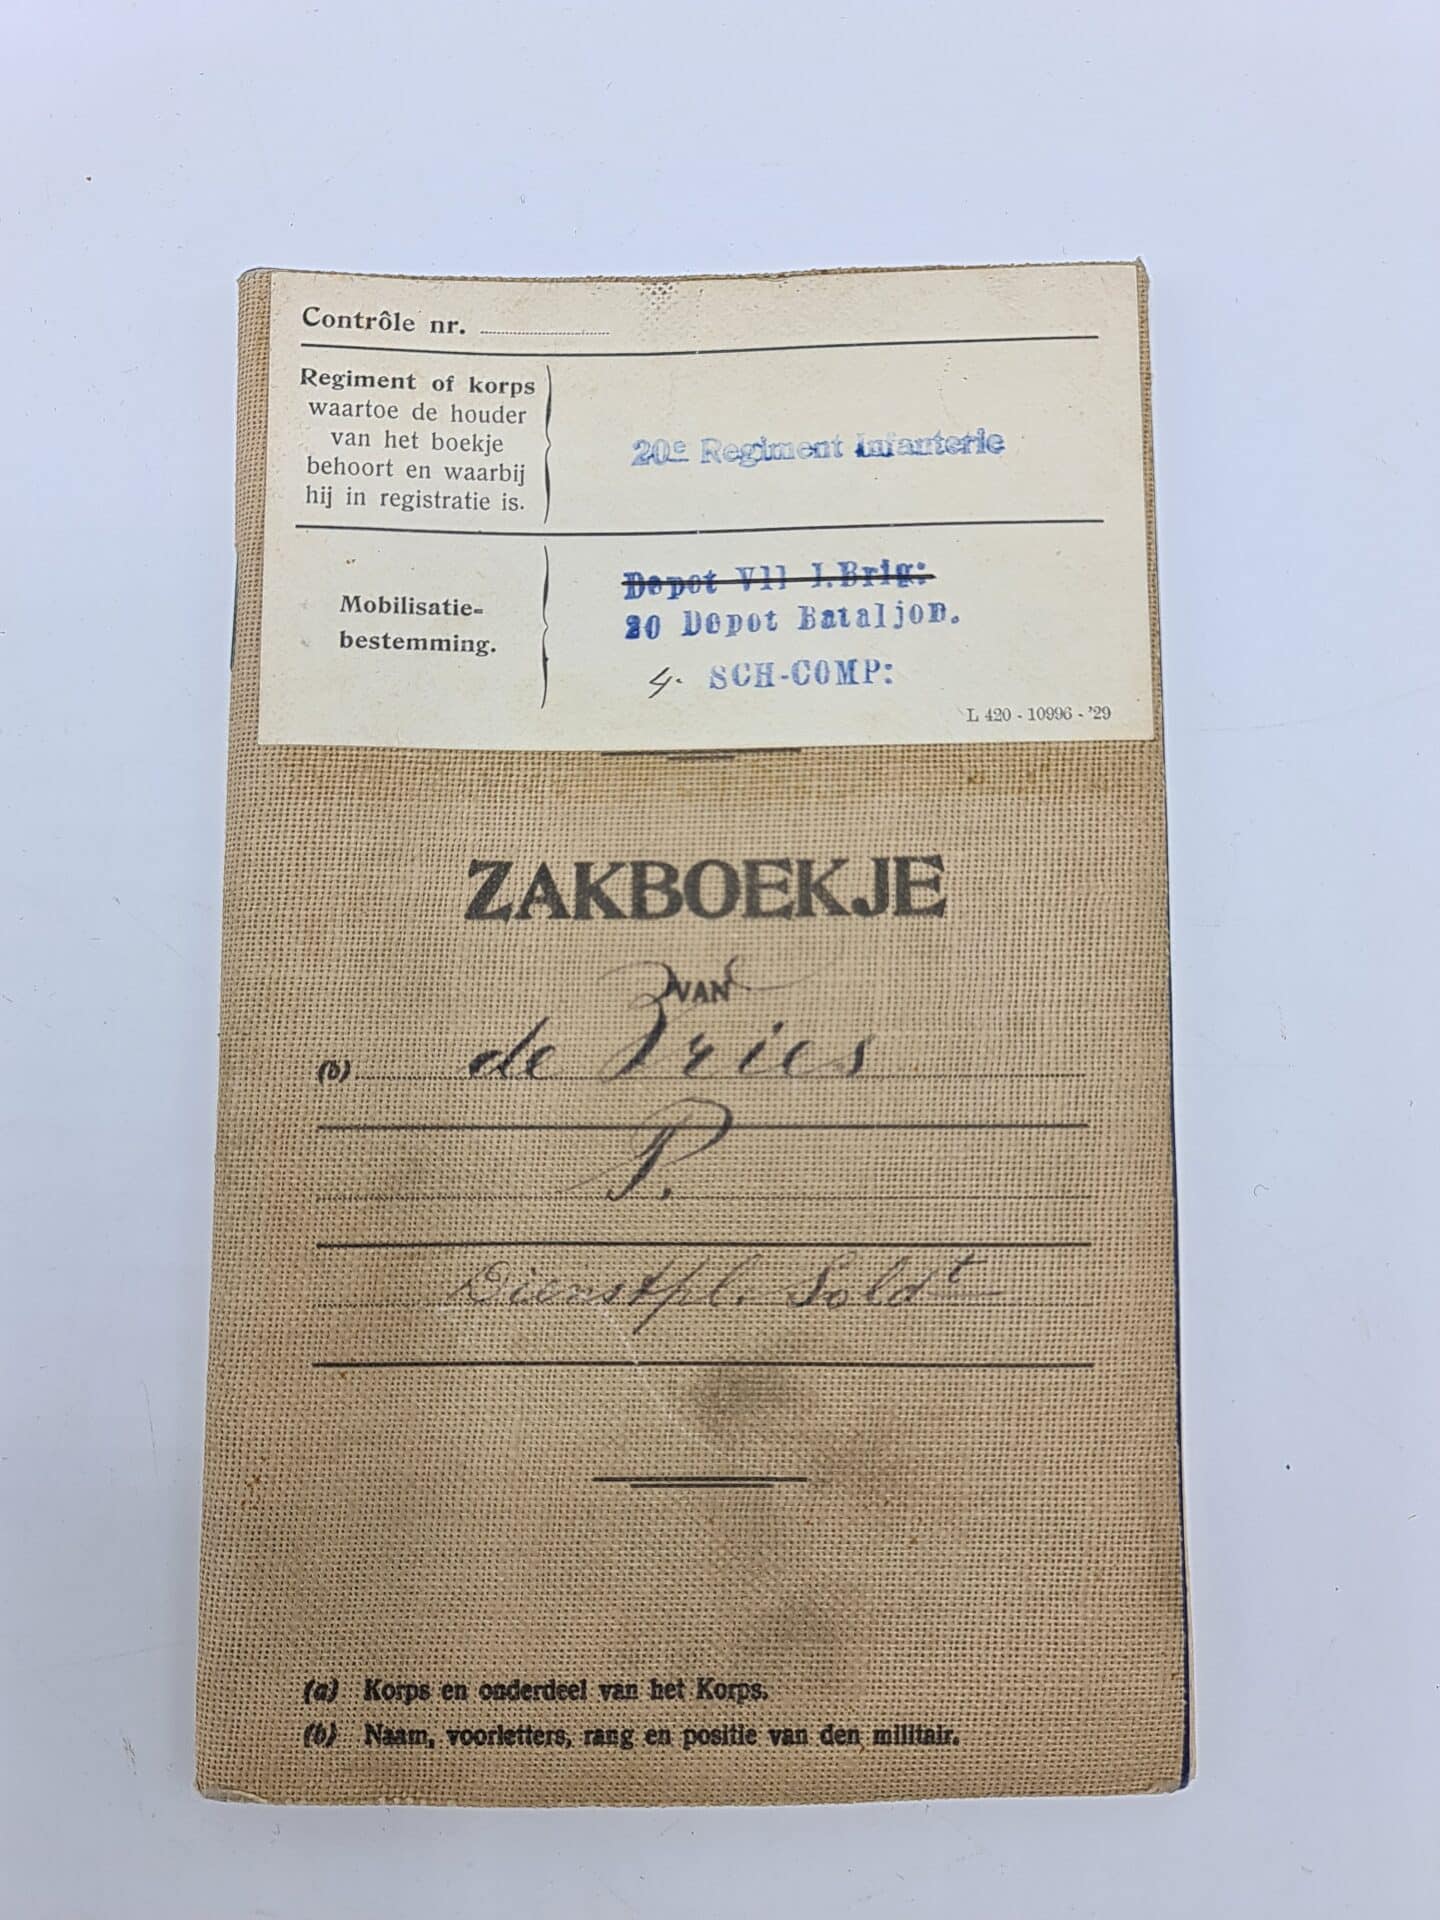 Contrôle nr.
Regiment of korps
waartoe de houder
van het boekje
behoort en waarbij
hij in registratie is.
20e Regiment Infanterie
Mobilisatie-
bestemming.
Depot V11 I.Brig:
20 Depot Bataljon.
4. SCH-COMP:
L 420 - 10996 - '29
ZAKBOEKJE
VAN
(b) de Vries
P.
Dienstpl. Soldt
(a) Korps en onderdeel van het Korps.
(b) Naam, voorletters, rang en positie van den militair.